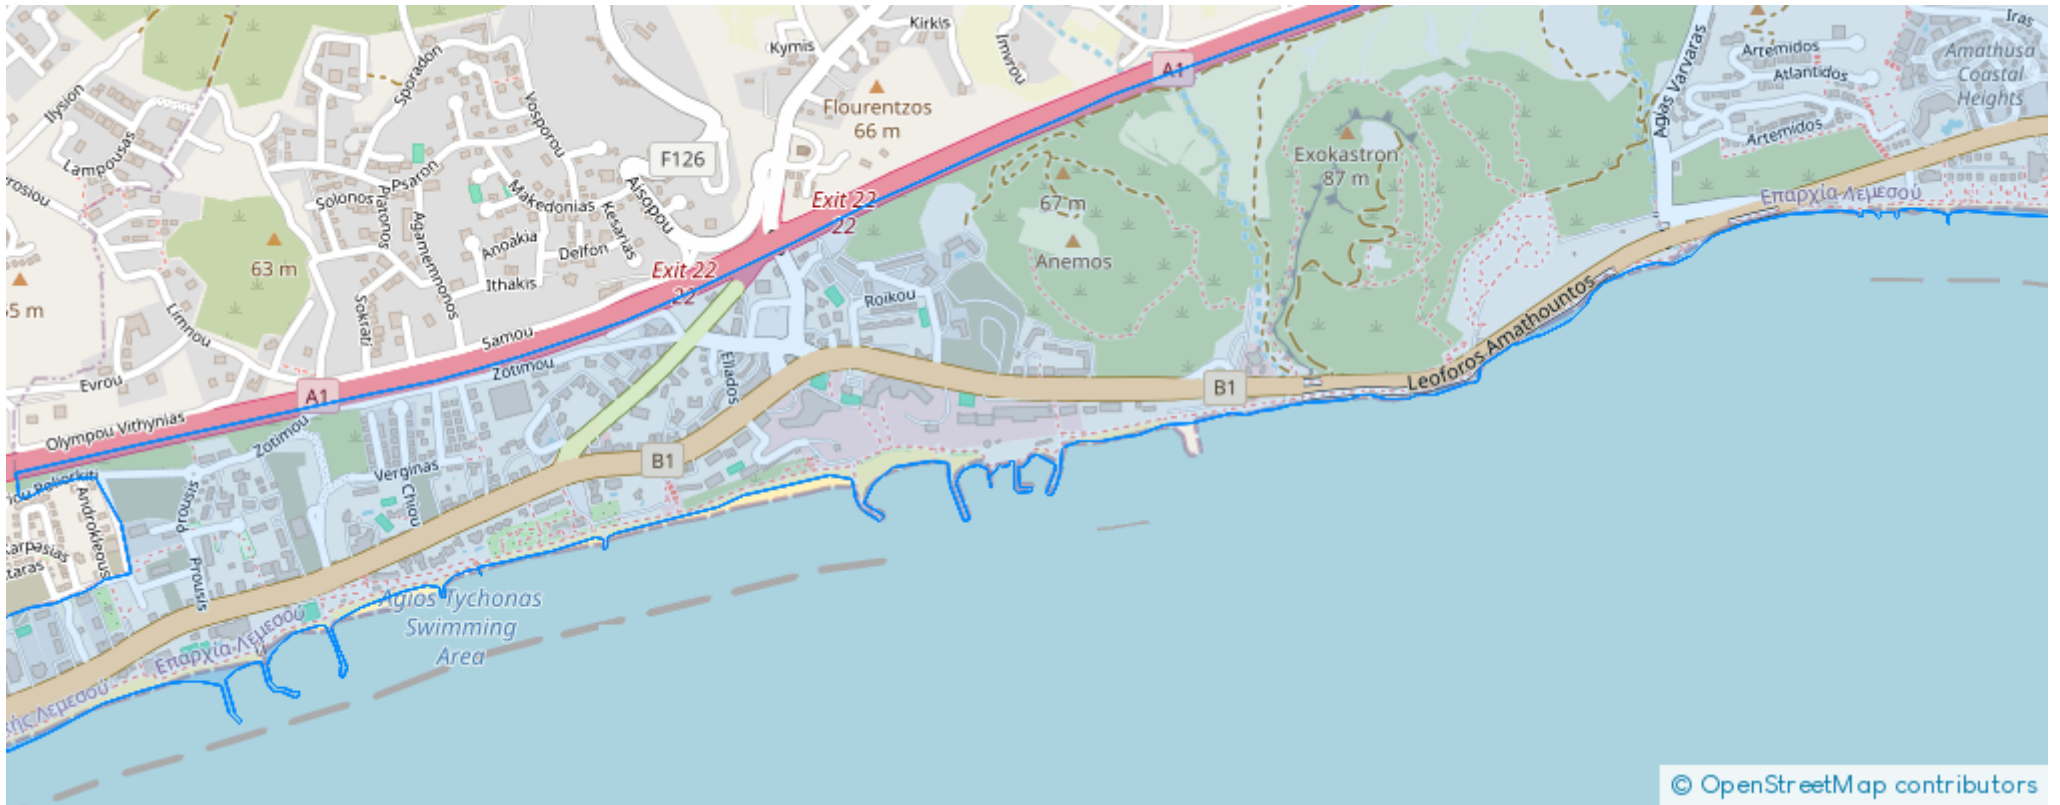 Kirkis
Kymis
Imvrou
A1
Iras
Artemidos
Amathusa
Coastal
Heights
Atlantidos
Agias Varvaras
Artemidos
Ilysion
Sporadon
Vosporou
Flourentzos
66 m
F126
Lampousas
Psaron
Solonos
Platonos
Agamemnonos
Makedonias
Kesarias
Aisopou
Anoakia
Delfon
Ithakis
Exokastron
87 m
67 m
Anemos
Exit 22
22
Exit 22
22
Επαρχία Λεμεσού
63 m
Limnou
Sokrati
Samou
Zotimou
Roikou
Eliados
Leoforos Amathountos
Evrou
A1
B1
Olympou Vithynias
Zotimou
Verginas
Chiou
B1
Prousis
Androkleous
Karpasias
Prousis
Επαρχία Λεμεσού
Agios Tychonas
Swimming
Area
© OpenStreetMap contributors